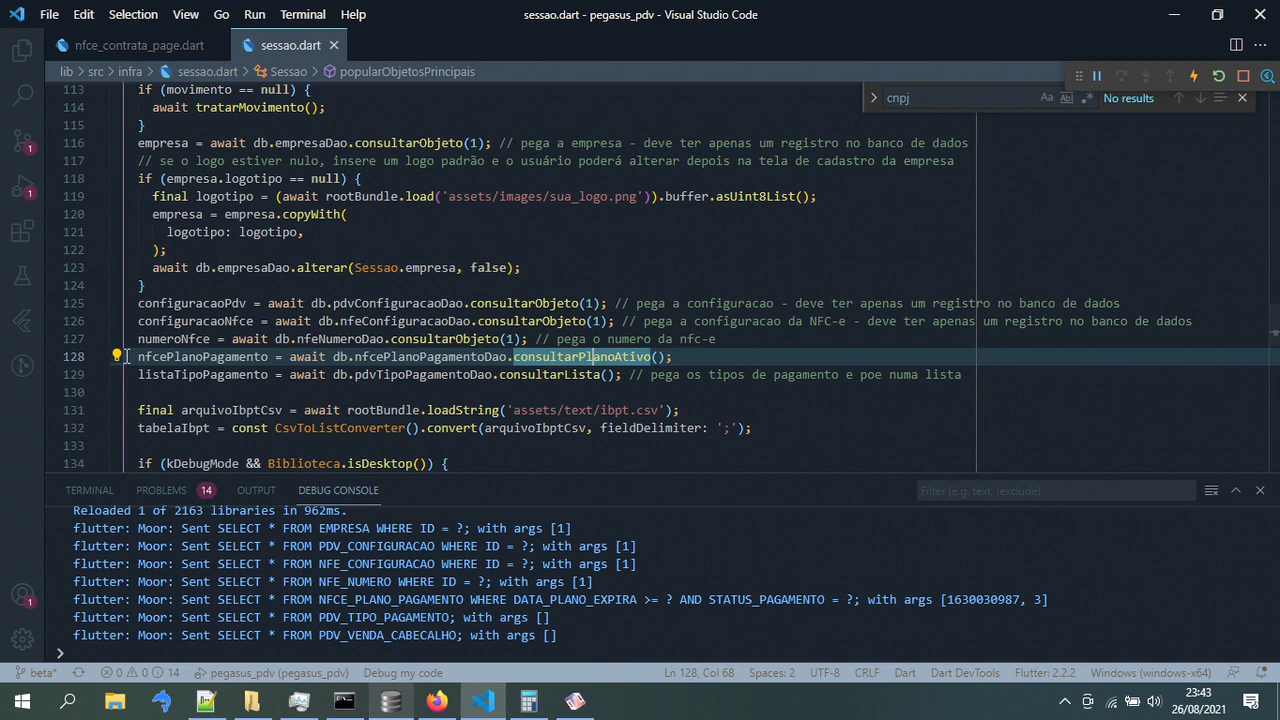 File Edit Selection View Go Run Terminal Help sessao.dart - pegasus_pdv - Visual Studio Code
nfce_contrata_page.dart sessao.dart
lib > src > infra > sessao.dart > Sessao > popularObjetosPrincipais
cnpj Aa Ab No results
113 if (movimento == null) {
114 await tratarMovimento();
115 }
116 empresa = await db.empresaDao.consultarObjeto(1); // pega a empresa - deve ter apenas um registro no banco de dados
117 // se o logo estiver nulo, insere um logo padrão e o usuário poderá alterar depois na tela de cadastro da empresa
118 if (empresa.logotipo == null) {
119 final logotipo = (await rootBundle.load('assets/images/sua_logo.png')).buffer.asUint8List();
120 empresa = empresa.copyWith(
121 logotipo: logotipo,
122 );
123 await db.empresaDao.alterar(Sessao.empresa, false);
124 }
125 configuracaoPdv = await db.pdvConfiguracaoDao.consultarObjeto(1); // pega a configuracao - deve ter apenas um registro no banco de dados
126 configuracaoNfce = await db.nfeConfiguracaoDao.consultarObjeto(1); // pega a configuracao da NFC-e - deve ter apenas um registro no banco de dados
127 numeroNfce = await db.nfeNumeroDao.consultarObjeto(1); // pega o numero da nfc-e
128 nfcePlanoPagamento = await db.nfcePlanoPagamentoDao.consultarPlanoAtivo();
129 listaTipoPagamento = await db.pdvTipoPagamentoDao.consultarLista(); // pega os tipos de pagamento e poe numa lista
130
131 final arquivoIbptCsv = await rootBundle.loadString('assets/text/ibpt.csv');
132 tabelaIbpt = const CsvToListConverter().convert(arquivoIbptCsv, fieldDelimiter: ';');
133
134 if (kDebugMode && Biblioteca.isDesktop()) {
TERMINAL PROBLEMS 14 OUTPUT DEBUG CONSOLE Filter (e.g. text, !exclude)
Reloaded 1 of 2163 libraries in 962ms.
flutter: Moor: Sent SELECT * FROM EMPRESA WHERE ID = ?; with args [1]
flutter: Moor: Sent SELECT * FROM PDV_CONFIGURACAO WHERE ID = ?; with args [1]
flutter: Moor: Sent SELECT * FROM NFE_CONFIGURACAO WHERE ID = ?; with args [1]
flutter: Moor: Sent SELECT * FROM NFE_NUMERO WHERE ID = ?; with args [1]
flutter: Moor: Sent SELECT * FROM NFCE_PLANO_PAGAMENTO WHERE DATA_PLANO_EXPIRA >= ? AND STATUS_PAGAMENTO = ?; with args [1630030987, 3]
flutter: Moor: Sent SELECT * FROM PDV_TIPO_PAGAMENTO; with args []
flutter: Moor: Sent SELECT * FROM PDV_VENDA_CABECALHO; with args []
beta* 0 0 14 pegasus_pdv (pegasus_pdv) Debug my code Ln 128, Col 68 Spaces: 2 UTF-8 CRLF Dart Dart DevTools Flutter: 2.2.2 Windows (windows-x64)
23:43
26/08/2021